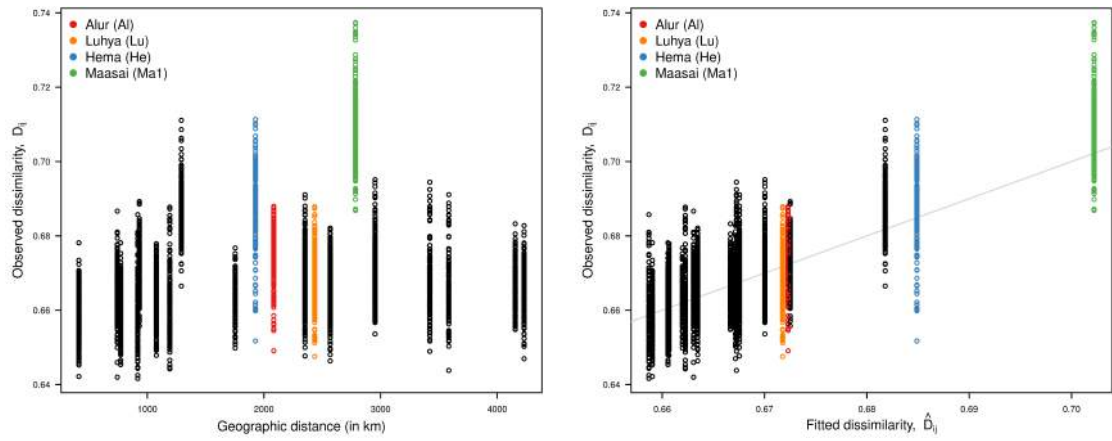 Alur (Al)
Luhya (Lu)
Hema (He)
Maasai (Ma1)
Observed dissimilarity, Dij
0.74
0.72
0.70
0.68
0.66
0.64
1000
2000
3000
4000
Geographic distance (in km)
Alur (Al)
Luhya (Lu)
Hema (He)
Maasai (Ma1)
Observed dissimilarity, Dij
0.74
0.72
0.70
0.68
0.66
0.64
0.66
0.67
0.68
0.69
0.70
Fitted dissimilarity, D̂ij